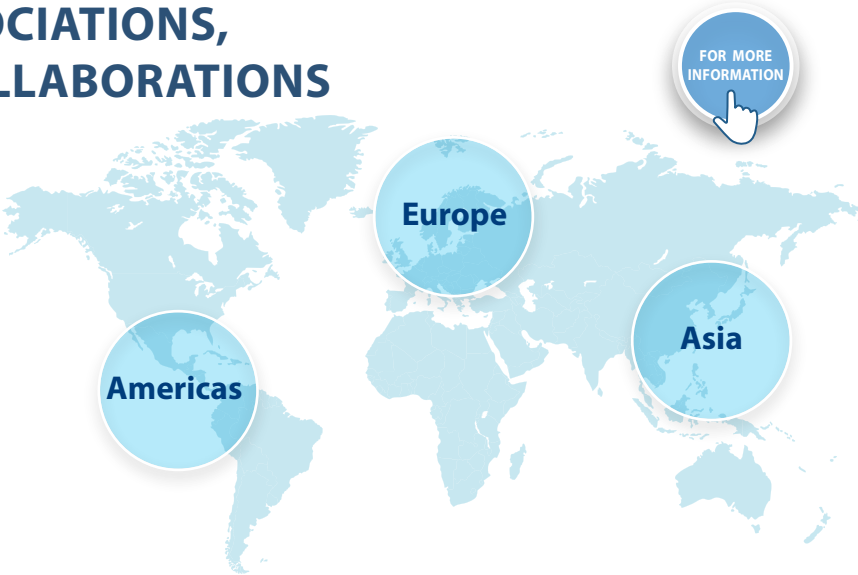 OCIATIONS,
LLABORATIONS
FOR MORE
INFORMATION
Europe
Asia
Americas